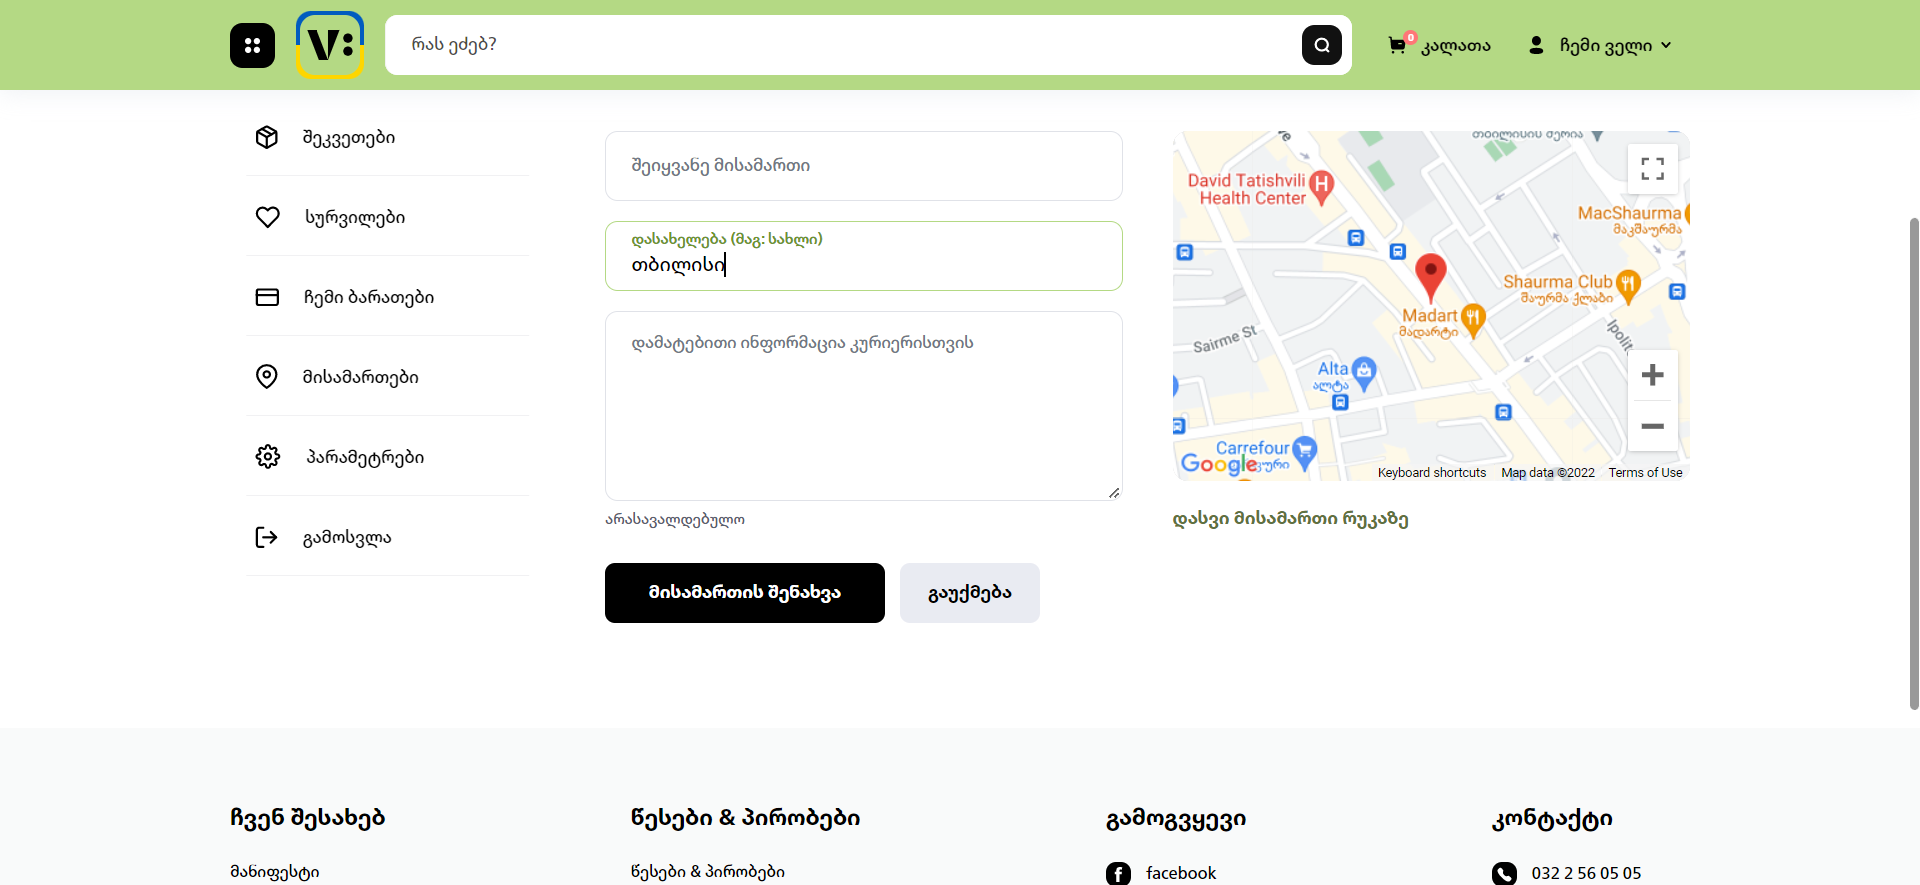 V:
რას ეძებ?
0
კალათა
ჩემი ველი
შეკვეთები
სურვილები
ჩემი ბარათები
მისამართები
პარამეტრები
გამოსვლა
შეიყვანე მისამართი
დასახელება (მაგ: სახლი)
თბილისი
დამატებითი ინფორმაცია კურიერისთვის
არასავალდებულო
მისამართის შენახვა
გაუქმება
თბილისის მერია
David Tatishvili
Health Center
H
MacShaurma
მაკშაურმა
Shaurma Club
შაურმა ქლაბი
Madart
მადარტი
Sairme St
Ipolit
Alta
ალტა
Carrefour
Google
Keyboard shortcuts
Map data ©2022
Terms of Use
დასვი მისამართი რუკაზე
ჩვენ შესახებ
წესები & პირობები
გამოგვყევი
კონტაქტი
მანიფესტი
წესები & პირობები
facebook
032 2 56 05 05